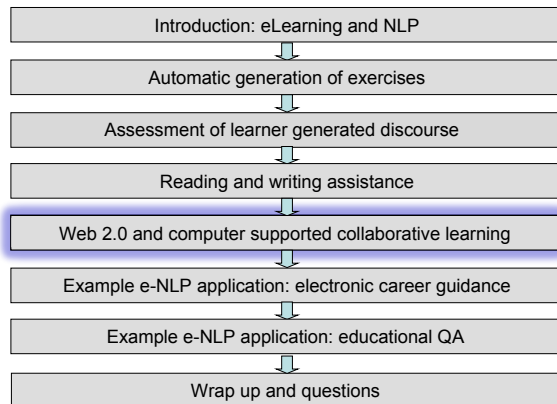 Introduction: eLearning and NLP
Automatic generation of exercises
Assessment of learner generated discourse
Reading and writing assistance
Web 2.0 and computer supported collaborative learning
Example e-NLP application: electronic career guidance
Example e-NLP application: educational QA
Wrap up and questions